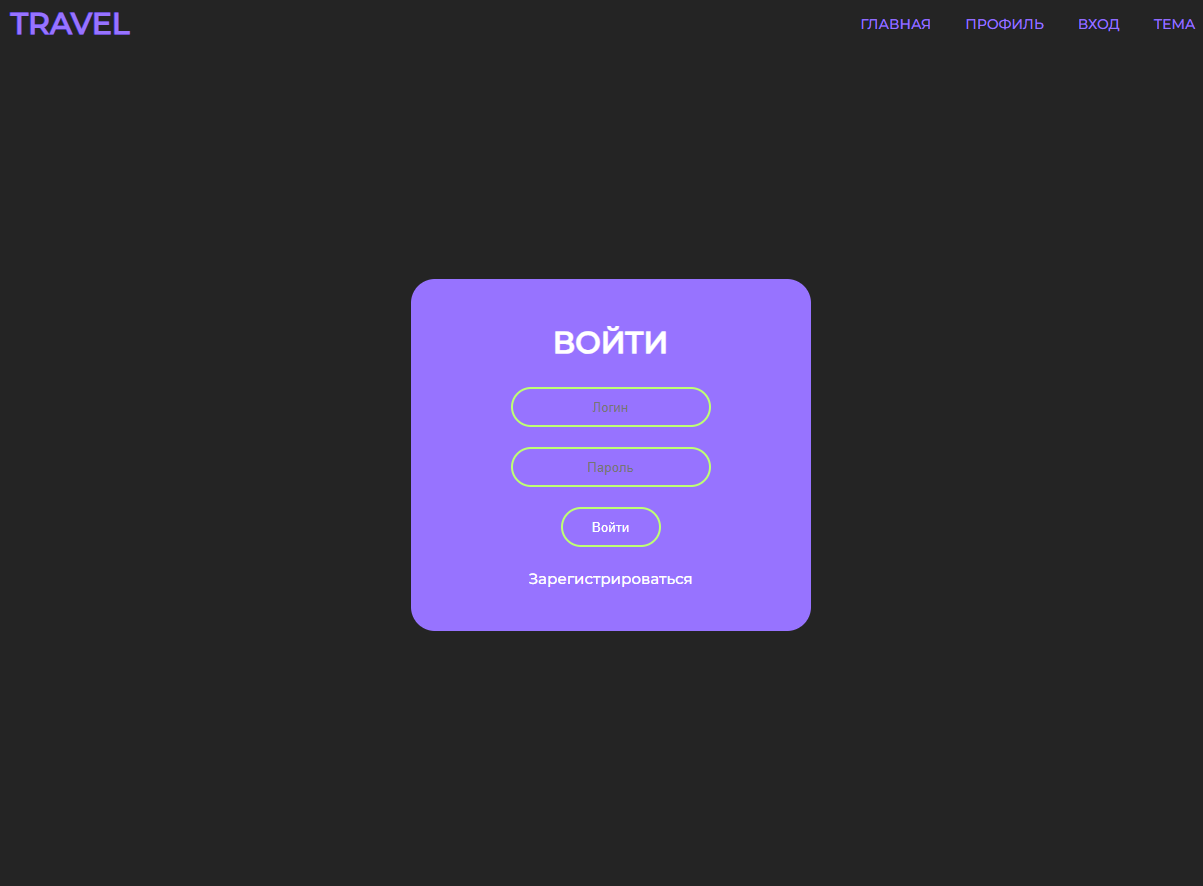 TRAVEL
ГЛАВНАЯ ПРОФИЛЬ ВХОД ТЕМА
ВОЙТИ
Логин
Пароль
Войти
Зарегистрироваться